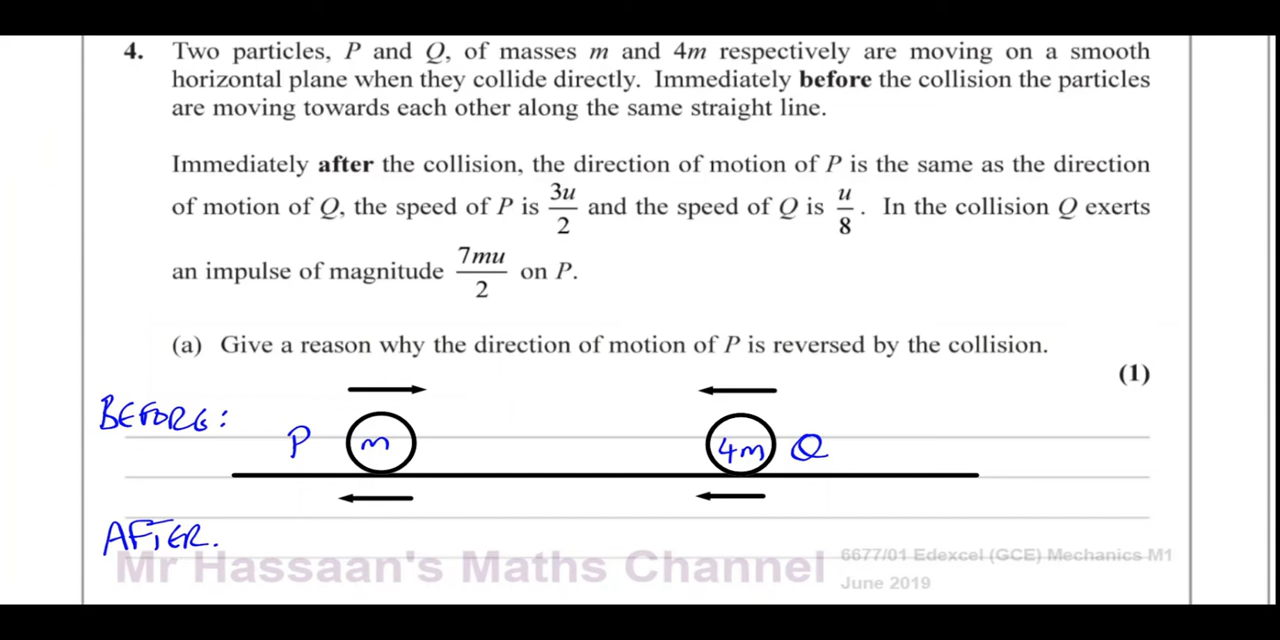 4. Two particles, P and Q, of masses m and 4m respectively are moving on a smooth
horizontal plane when they collide directly. Immediately before the collision the particles
are moving towards each other along the same straight line.
Immediately after the collision, the direction of motion of P is the same as the direction
of motion of Q, the speed of P is 3u/2 and the speed of Q is u/8. In the collision Q exerts
an impulse of magnitude 7mu/2 on P.
(a) Give a reason why the direction of motion of P is reversed by the collision.
(1)
BEFORE:
P m 4m Q
AFTER.
Mr Hassaan's Maths Channel
6677/01 Edexcel (GCE) Mechanics M1
June 2019